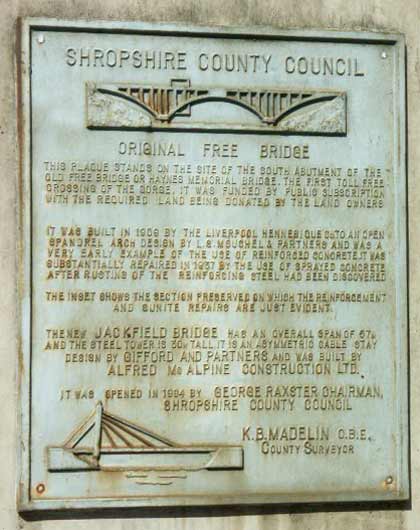 SHROPSHIRE COUNTY COUNCIL
ORIGINAL FREE BRIDGE
THIS PLAQUE STANDS ON THE SITE OF THE SOUTH ABUTMENT OF THE
OLD FREE BRIDGE OR HAYNES MEMORIAL BRIDGE. THE FIRST TOLL FREE
CROSSING OF THE GORGE. IT WAS FUNDED BY PUBLIC SUBSCRIPTION
WITH THE REQUIRED LAND BEING DONATED BY THE LAND OWNERS
IT WAS BUILT IN 1909 BY THE LIVERPOOL HENNEBIQUE Co TO AN OPEN
SPANDREL ARCH DESIGN BY L.G. MOUCHEL & PARTNERS AND WAS A
VERY EARLY EXAMPLE OF THE USE OF REINFORCED CONCRETE. IT WAS
SUBSTANTIALLY REPAIRED IN 1937 BY THE USE OF SPRAYED CONCRETE
AFTER RUSTING OF THE REINFORCING STEEL HAD BEEN DISCOVERED
THE INSET SHOWS THE SECTION PRESERVED ON WHICH THE REINFORCEMENT
AND GUNITE REPAIRS ARE JUST EVIDENT.
THE NEW JACKFIELD BRIDGE HAS AN OVERALL SPAN OF 57m
AND THE STEEL TOWER IS 30m TALL. IT IS AN ASYMMETRIC CABLE STAY
DESIGN BY GIFFORD AND PARTNERS AND WAS BUILT BY
ALFRED Mc ALPINE CONSTRUCTION LTD.
IT WAS OPENED IN 1994 BY GEORGE RAXSTER CHAIRMAN,
SHROPSHIRE COUNTY COUNCIL
K.B. MADELIN O.B.E.
COUNTY SURVEYOR